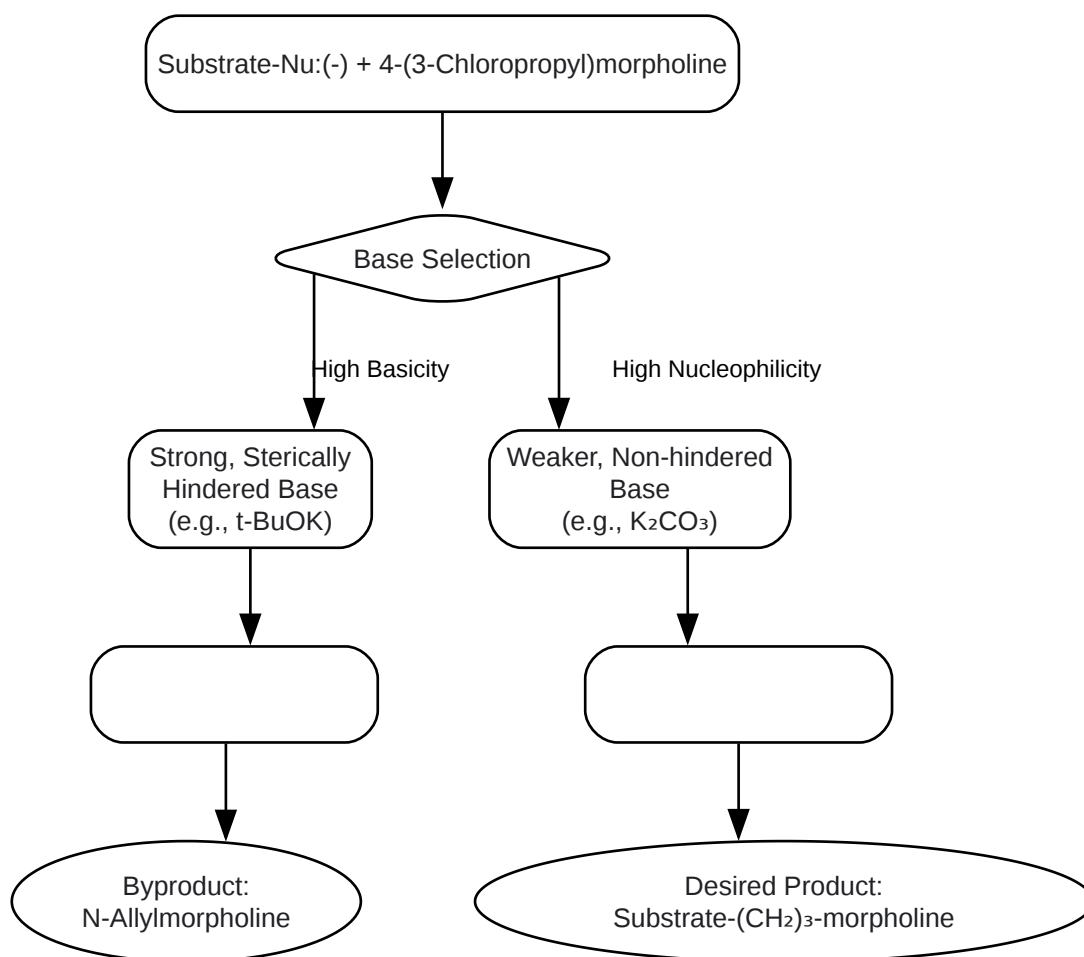 Substrate-Nu:(-) + 4-(3-Chloropropyl)morpholine
Base Selection
High Basicity
High Nucleophilicity
Strong, Sterically
Hindered Base
(e.g., t-BuOK)
Weaker, Non-hindered
Base
(e.g., K₂CO₃)
Byproduct:
N-Allylmorpholine
Desired Product:
Substrate-(CH₂)₃-morpholine